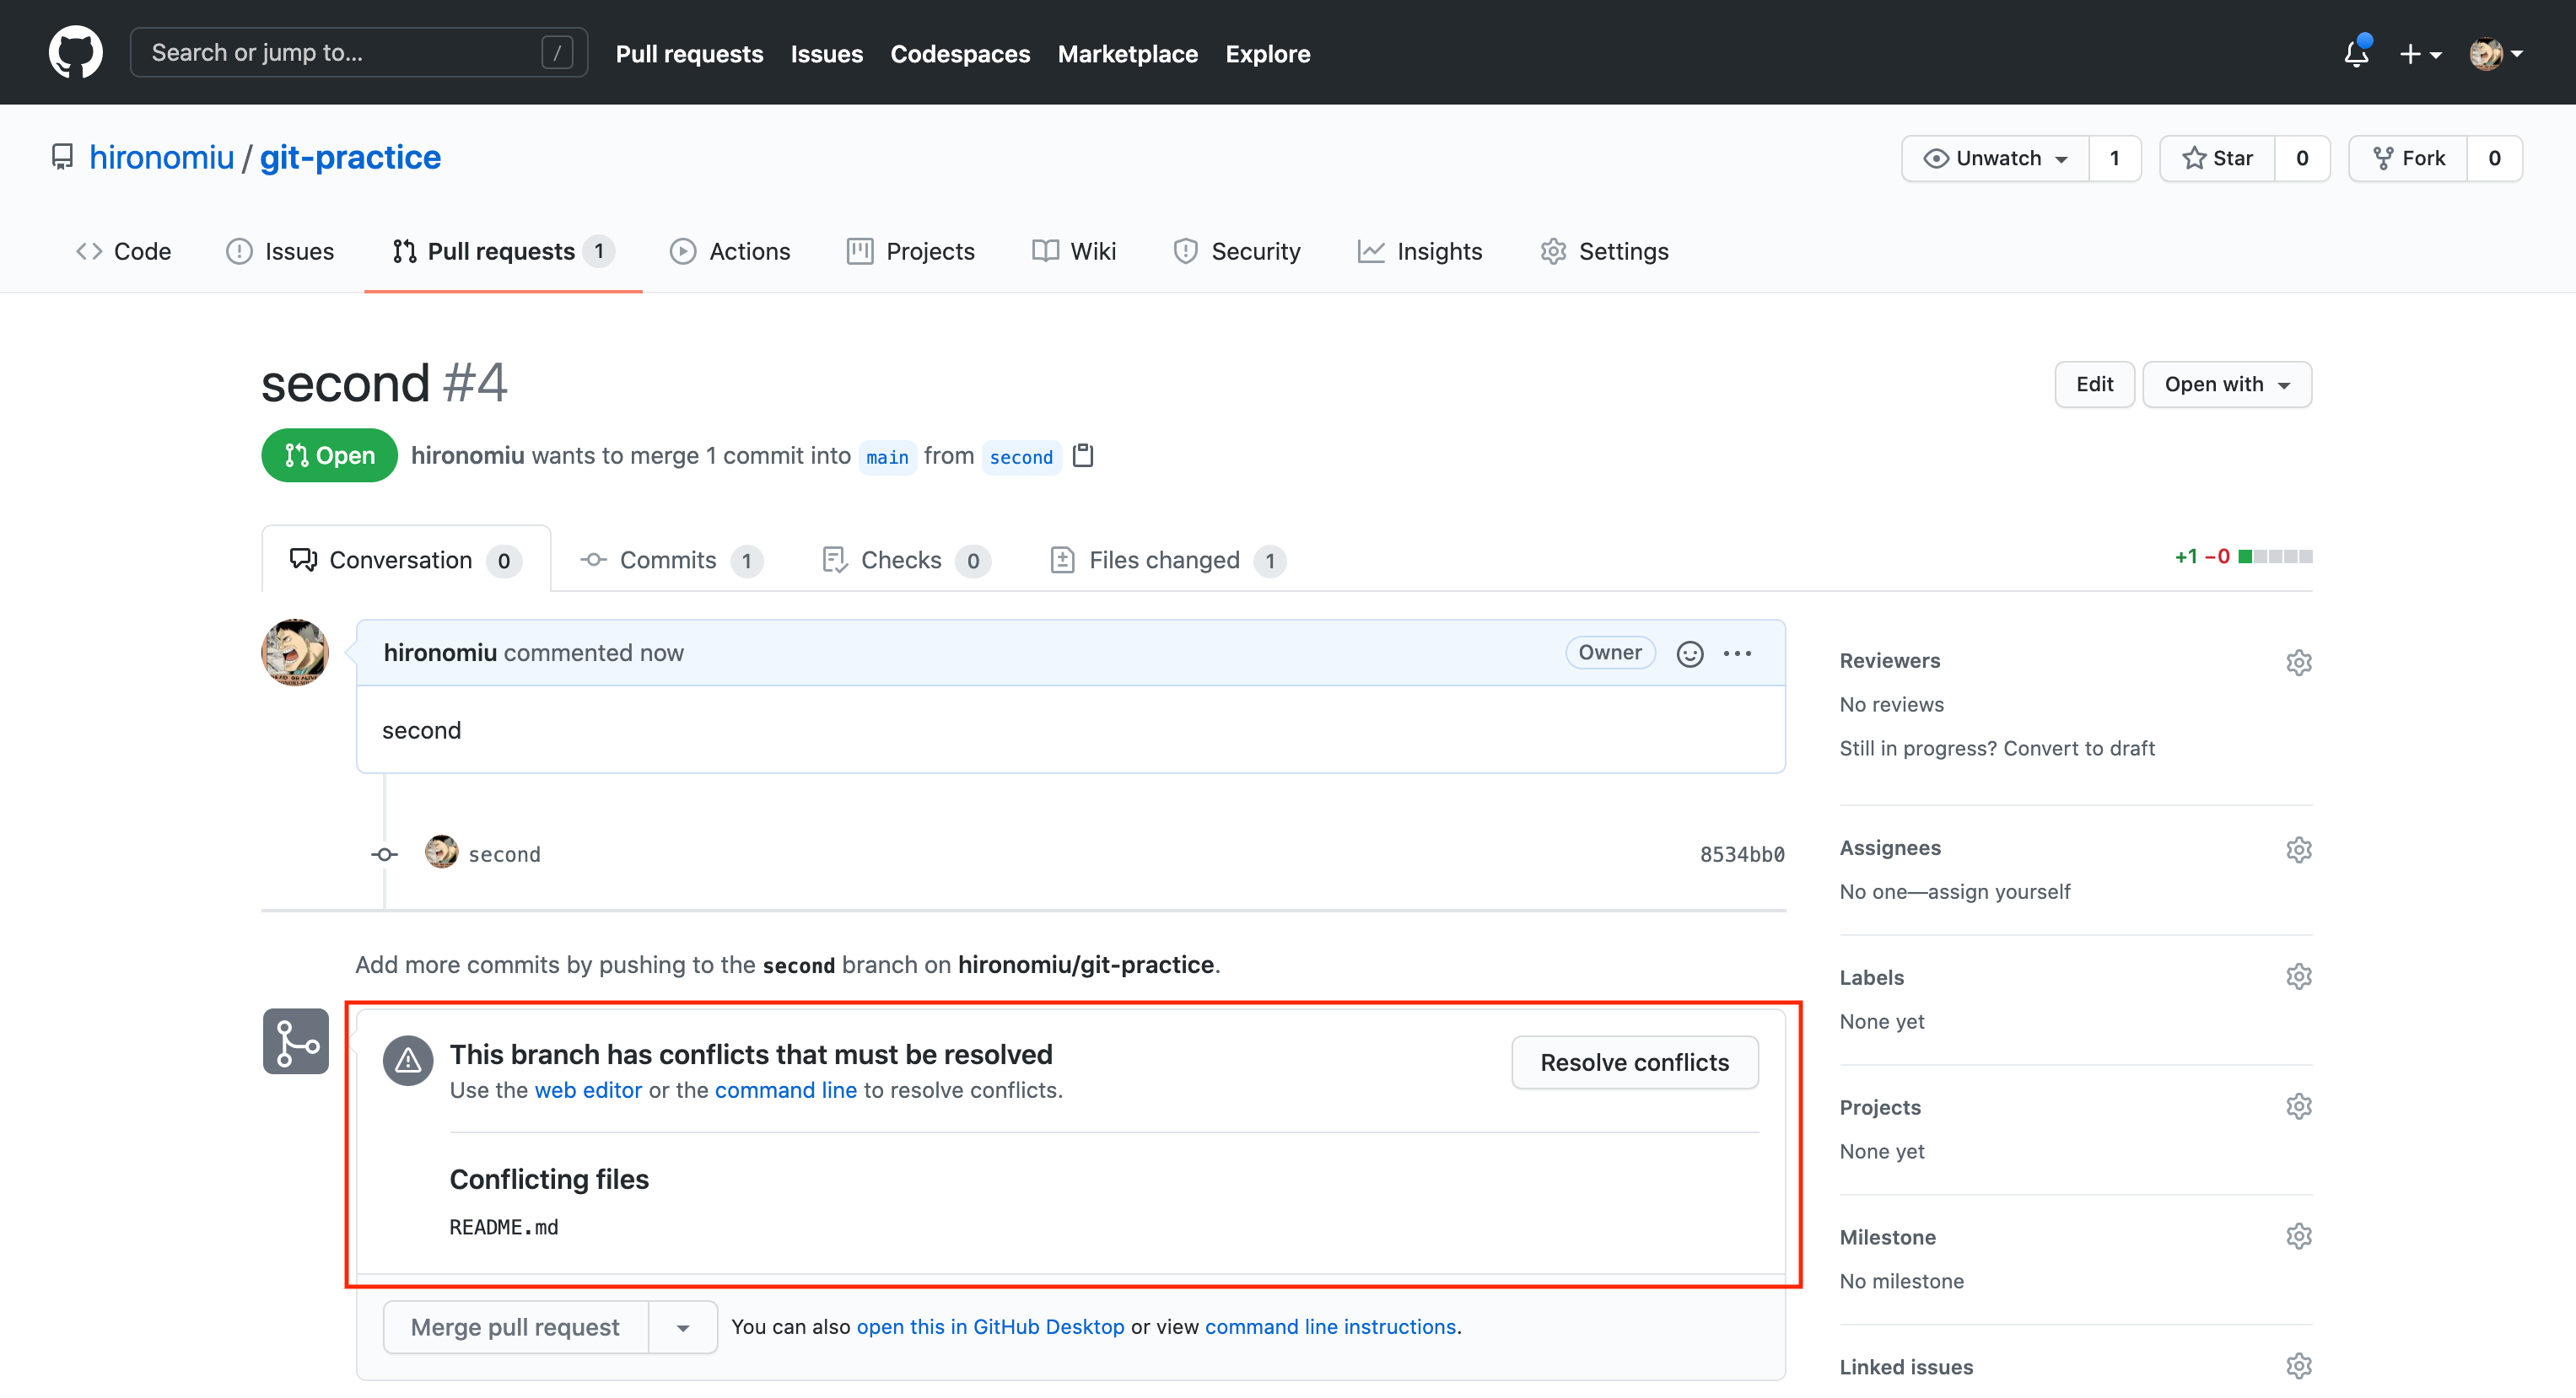 Search or jump to... / Pull requests Issues Codespaces Marketplace Explore
hironomiu / git-practice Unwatch 1 Star 0 Fork 0
Code Issues Pull requests 1 Actions Projects Wiki Security Insights Settings
second #4 Edit Open with
Open hironomiu wants to merge 1 commit into main from second
Conversation 0 Commits 1 Checks 0 Files changed 1 +1 −0
hironomiu commented now Owner
second
second 8534bb0
Add more commits by pushing to the second branch on hironomiu/git-practice.
This branch has conflicts that must be resolved
Use the web editor or the command line to resolve conflicts.
Resolve conflicts
Conflicting files
README.md
Merge pull request You can also open this in GitHub Desktop or view command line instructions.
Reviewers
No reviews
Still in progress? Convert to draft
Assignees
No one—assign yourself
Labels
None yet
Projects
None yet
Milestone
No milestone
Linked issues